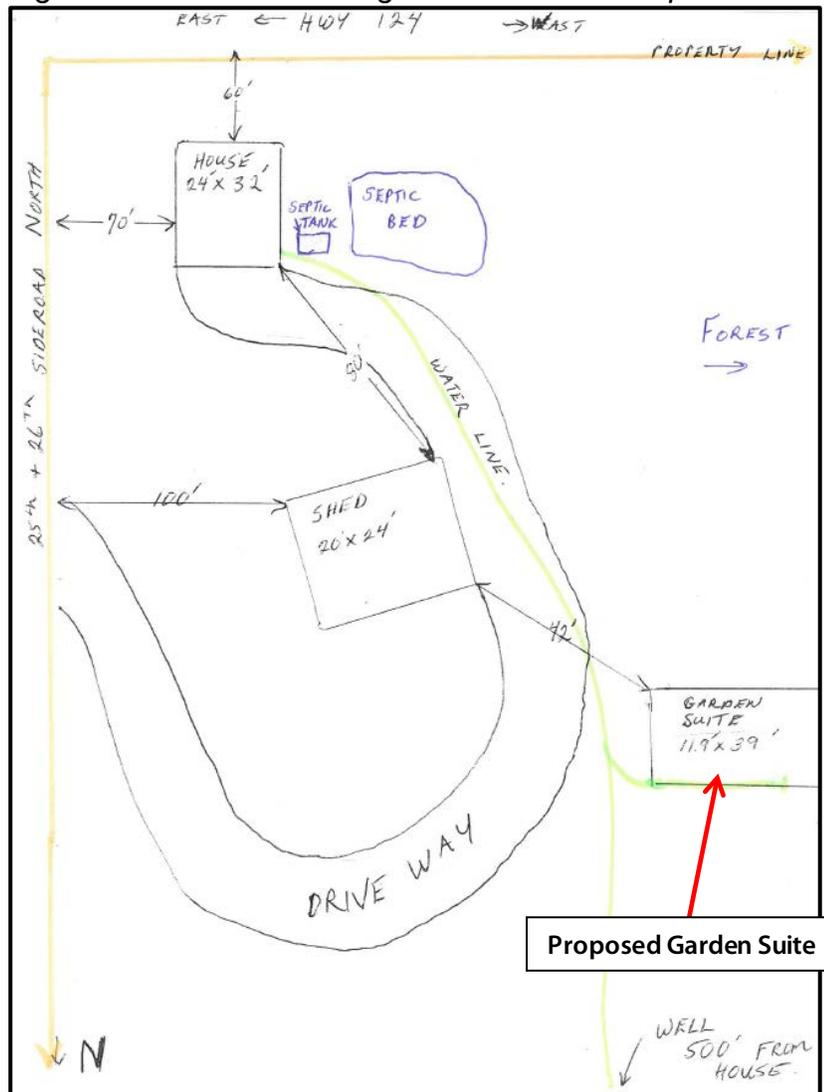 EAST ← HWY 124 → WAST
PROPERTY LINE
60'
HOUSE
24' X 32'
70'
SEPTIC
TANK
SEPTIC
BED
25th + 26th SIDEROAD NORTH
FOREST
→
WATER LINE.
100'
SHED
20' X 24'
42'
GARDEN
SUITE
11.9' X 39'
DRIVE WAY
Proposed Garden Suite
N
WELL
500' FROM
HOUSE.